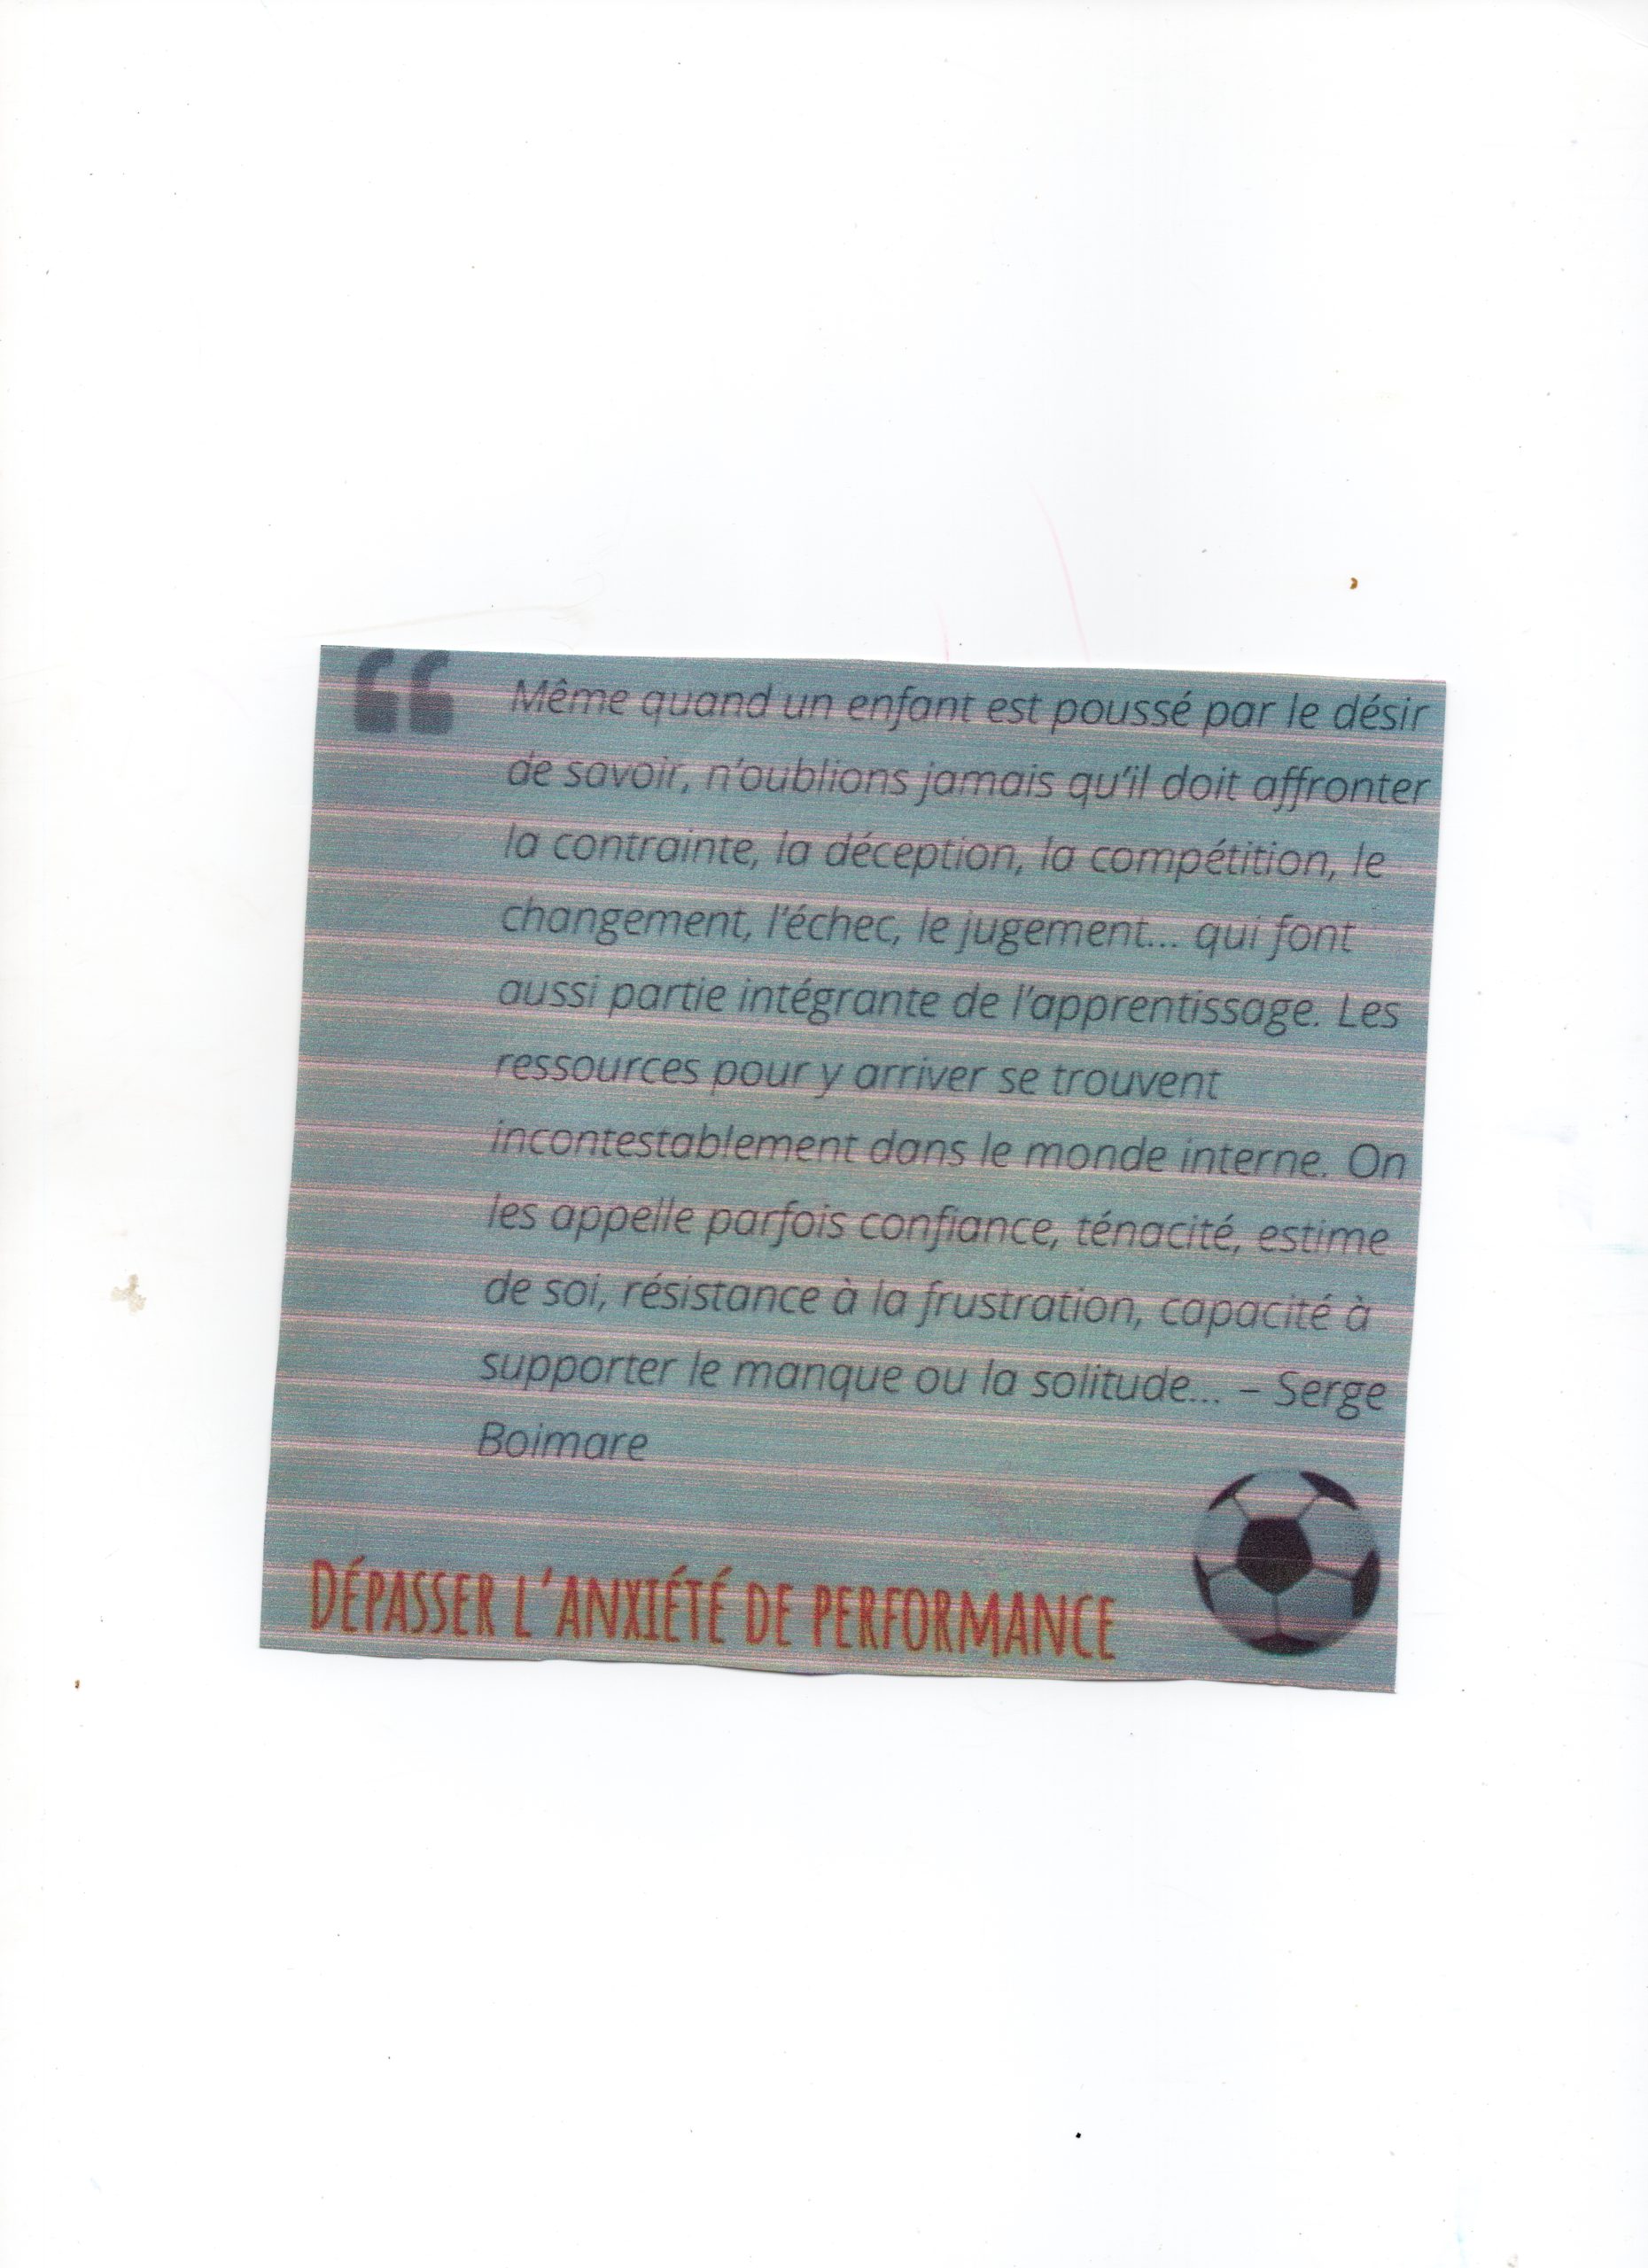 “ Même quand un enfant est poussé par le désir
de savoir, n'oublions jamais qu'il doit affronter
la contrainte, la déception, la compétition, le
changement, l'échec, le jugement... qui font
aussi partie intégrante de l'apprentissage. Les
ressources pour y arriver se trouvent
incontestablement dans le monde interne. On
les appelle parfois confiance, ténacité, estime
de soi, résistance à la frustration, capacité à
supporter le manque ou la solitude... – Serge
Boimare
DÉPASSER L'ANXIÉTÉ DE PERFORMANCE